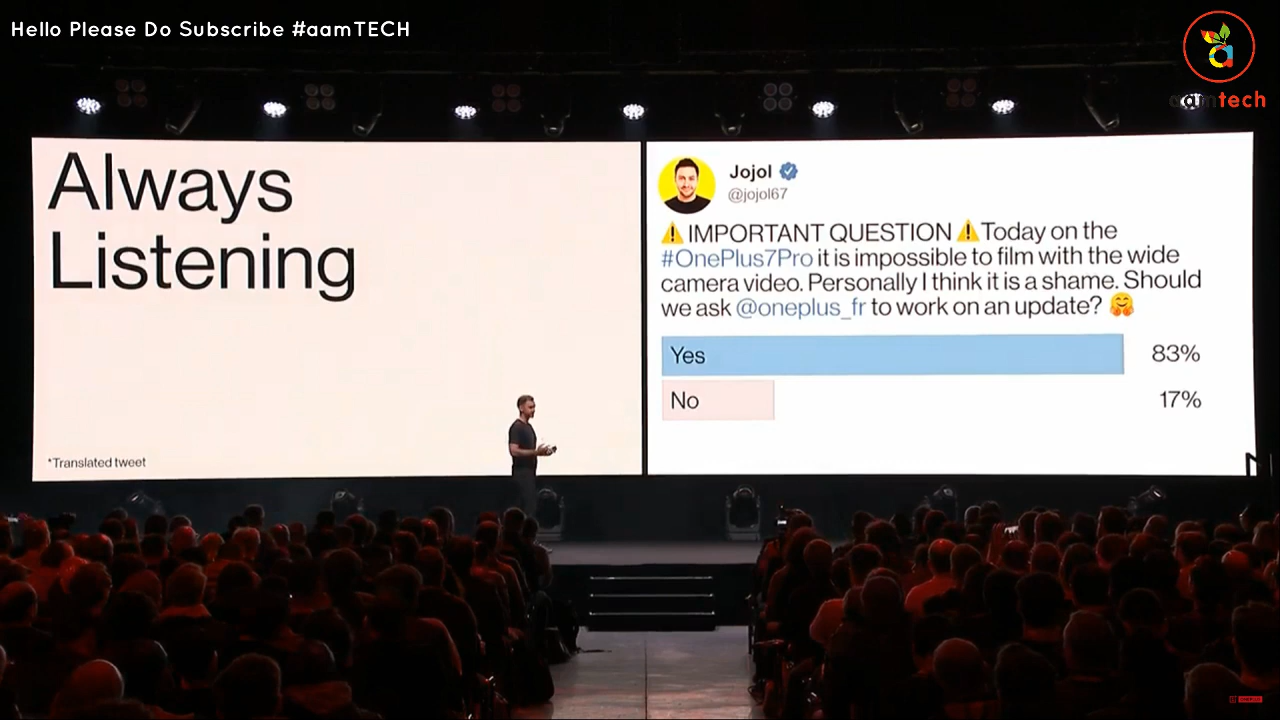 Hello Please Do Subscribe #aamTECH
aamtech
Always
Listening
*Translated tweet
Jojol
@jojol67
⚠️ IMPORTANT QUESTION ⚠️Today on the
#OnePlus7Pro it is impossible to film with the wide
camera video. Personally I think it is a shame. Should
we ask @oneplus_fr to work on an update? 🤗
Yes 83%
No 17%